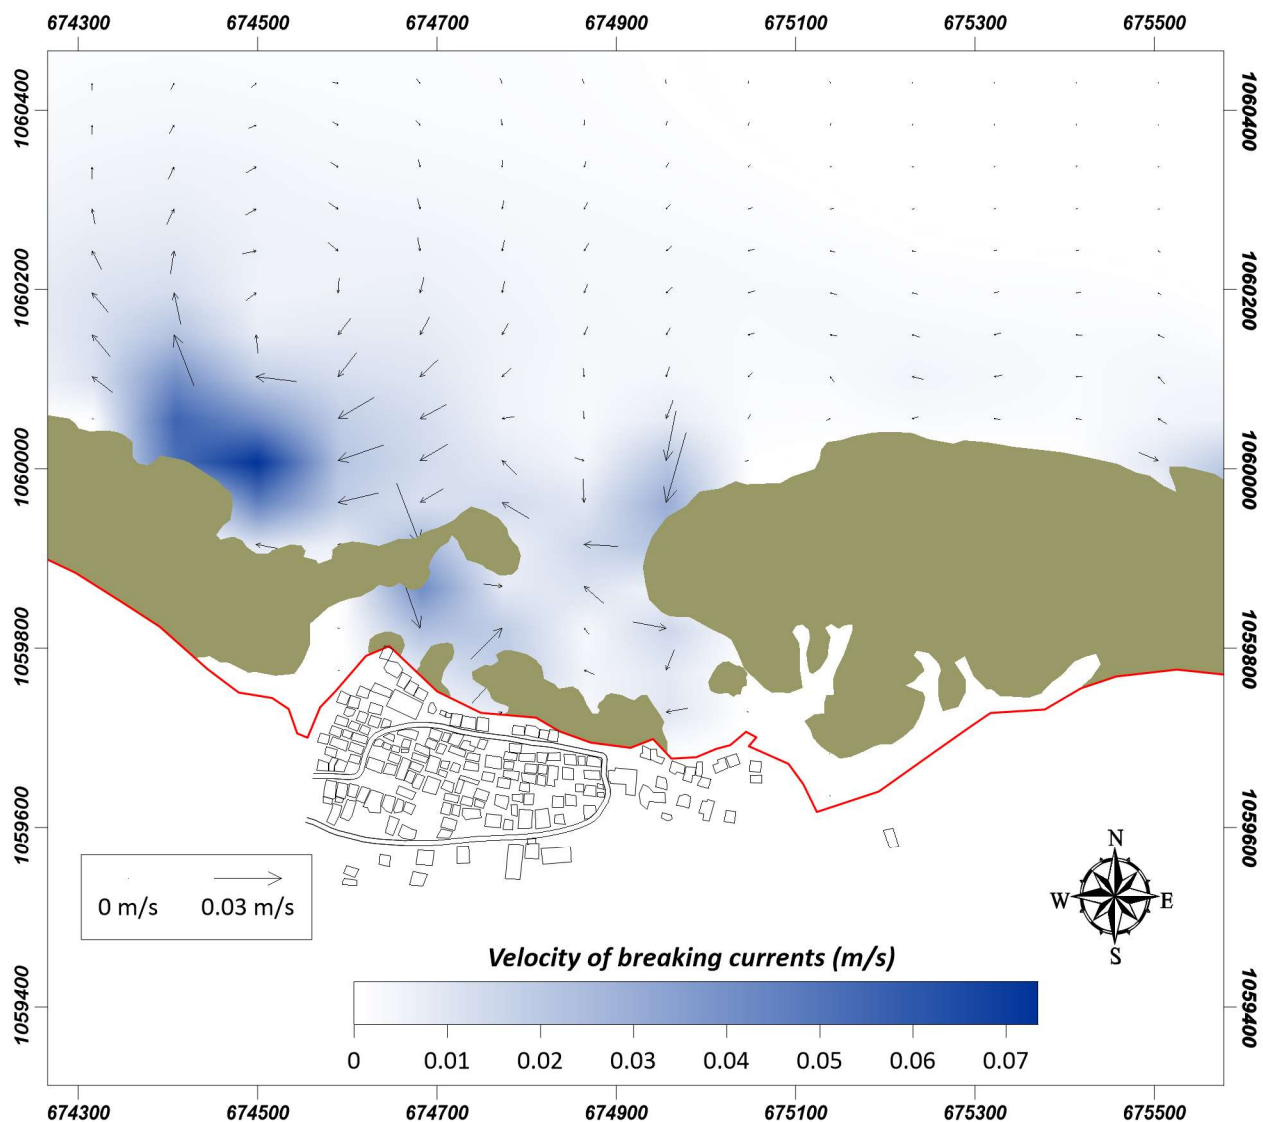 674300 674500 674700 674900 675100 675300 675500
1060400 1060400
1060200 1060200
1060000 1060000
1059800 1059800
1059600 1059600
N
W E
S
0 m/s 0.03 m/s
Velocity of breaking currents (m/s)
1059400 1059400
0 0.01 0.02 0.03 0.04 0.05 0.06 0.07
674300 674500 674700 674900 675100 675300 675500